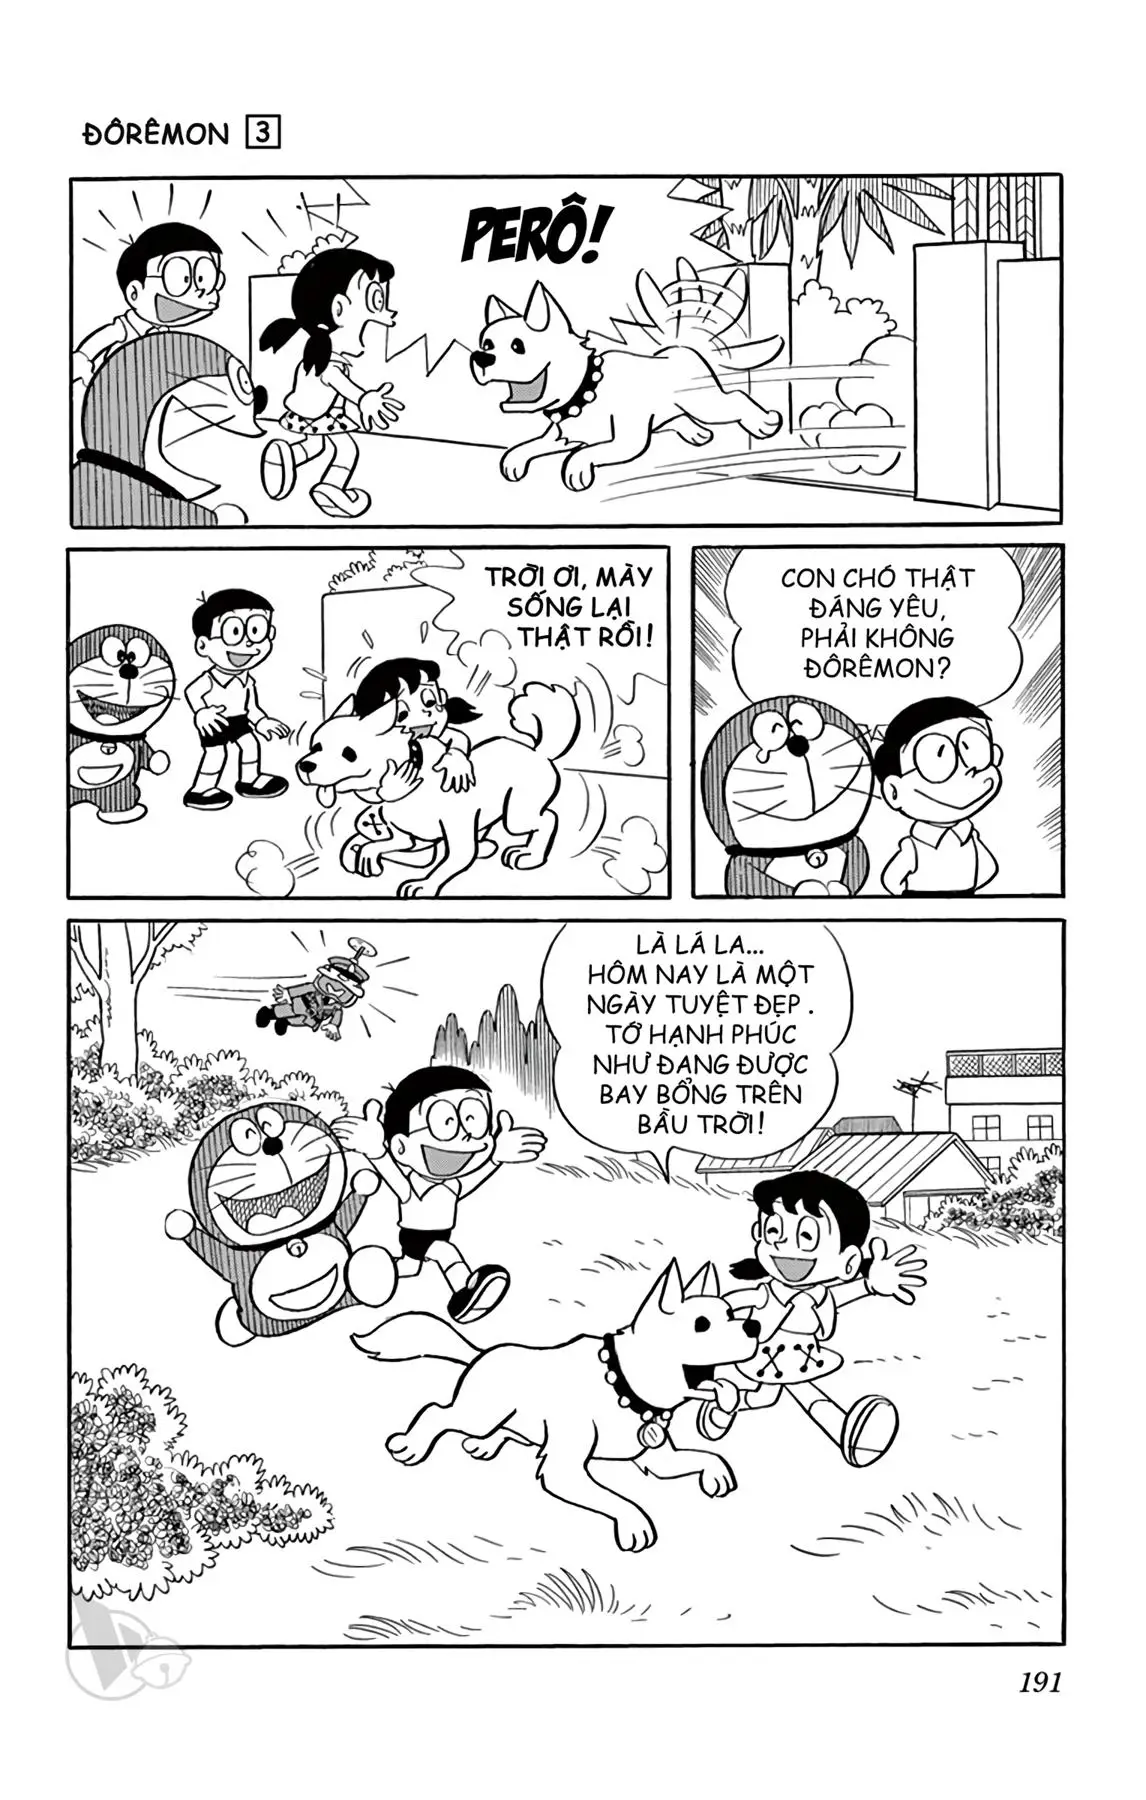 ĐÔRÊMON 3
PERÔ!
TRỜI ƠI, MÀY
SỐNG LẠI
THẬT RỒI!
CON CHÓ THẬT
ĐÁNG YÊU,
PHẢI KHÔNG
ĐÔRÊMON?
LÀ LÁ LA...
HÔM NAY LÀ MỘT
NGÀY TUYỆT ĐẸP.
TỚ HẠNH PHÚC
NHƯ ĐANG ĐƯỢC
BAY BỔNG TRÊN
BẦU TRỜI!
191